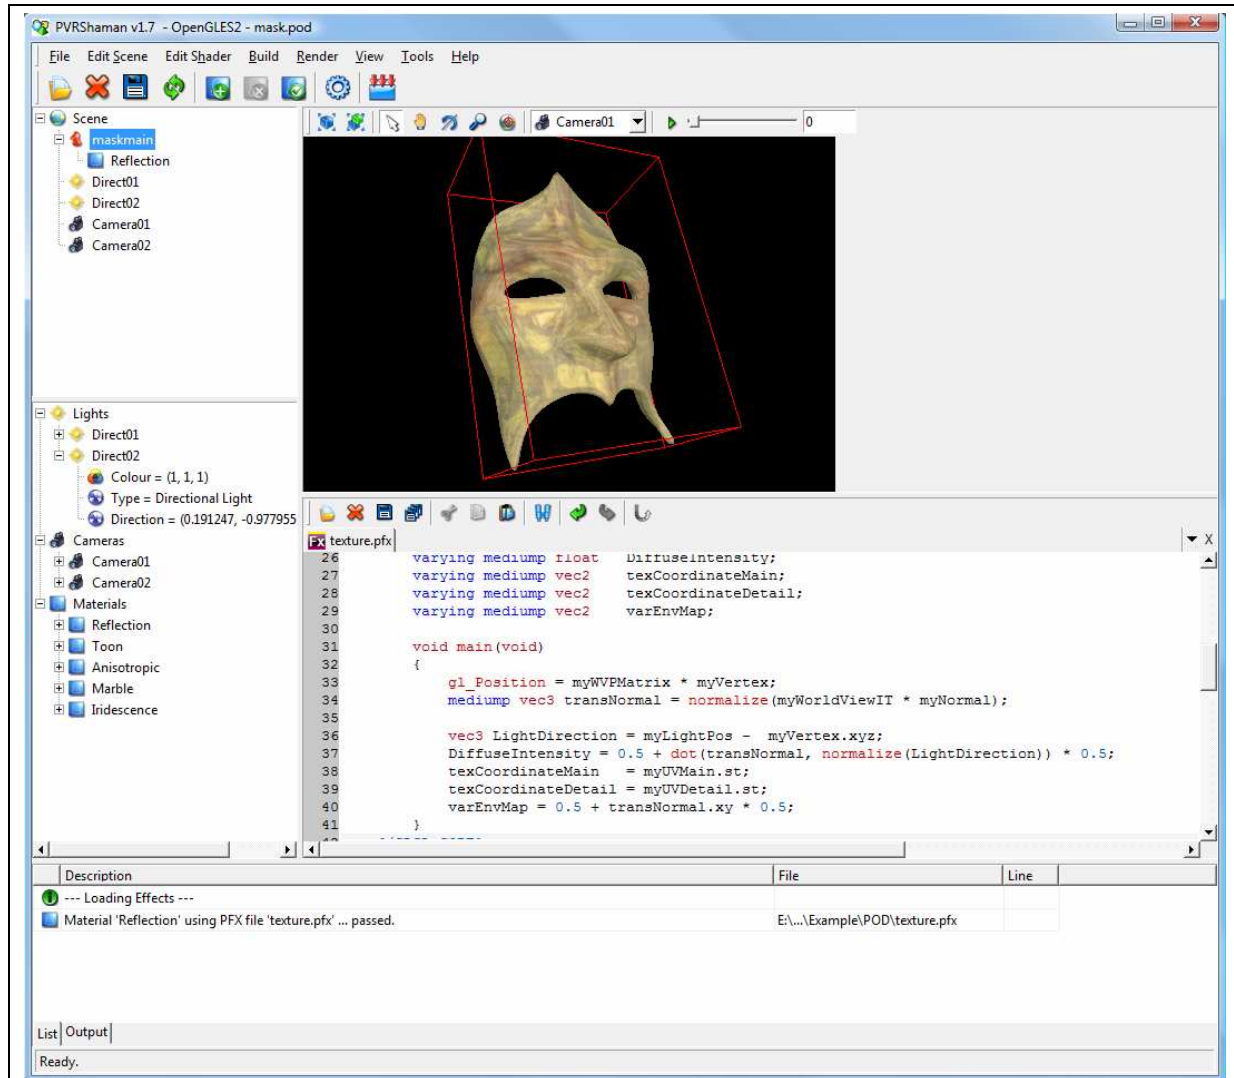 PVRShaman v1.7 - OpenGLES2 - mask.pod
File Edit Scene Edit Shader Build Render View Tools Help
Scene
maskmain
Reflection
Direct01
Direct02
Camera01
Camera02
Camera01 0
Lights
Direct01
Direct02
Colour = (1, 1, 1)
Type = Directional Light
Direction = (0.191247, -0.977955
Cameras
Camera01
Camera02
Materials
Reflection
Toon
Anisotropic
Marble
Iridescence
Fx texture.pfx X
26 varying mediump float DiffuseIntensity;
27 varying mediump vec2 texCoordinateMain;
28 varying mediump vec2 texCoordinateDetail;
29 varying mediump vec2 varEnvMap;
30
31 void main(void)
32 {
33 gl_Position = myWVPMatrix * myVertex;
34 mediump vec3 transNormal = normalize(myWorldViewIT * myNormal);
35
36 vec3 LightDirection = myLightPos - myVertex.xyz;
37 DiffuseIntensity = 0.5 + dot(transNormal, normalize(LightDirection)) * 0.5;
38 texCoordinateMain = myUVMain.st;
39 texCoordinateDetail = myUVDetail.st;
40 varEnvMap = 0.5 + transNormal.xy * 0.5;
41 }
Description File Line
--- Loading Effects ---
Material 'Reflection' using PFX file 'texture.pfx' ... passed. E:\...\Example\POD\texture.pfx
List Output
Ready.